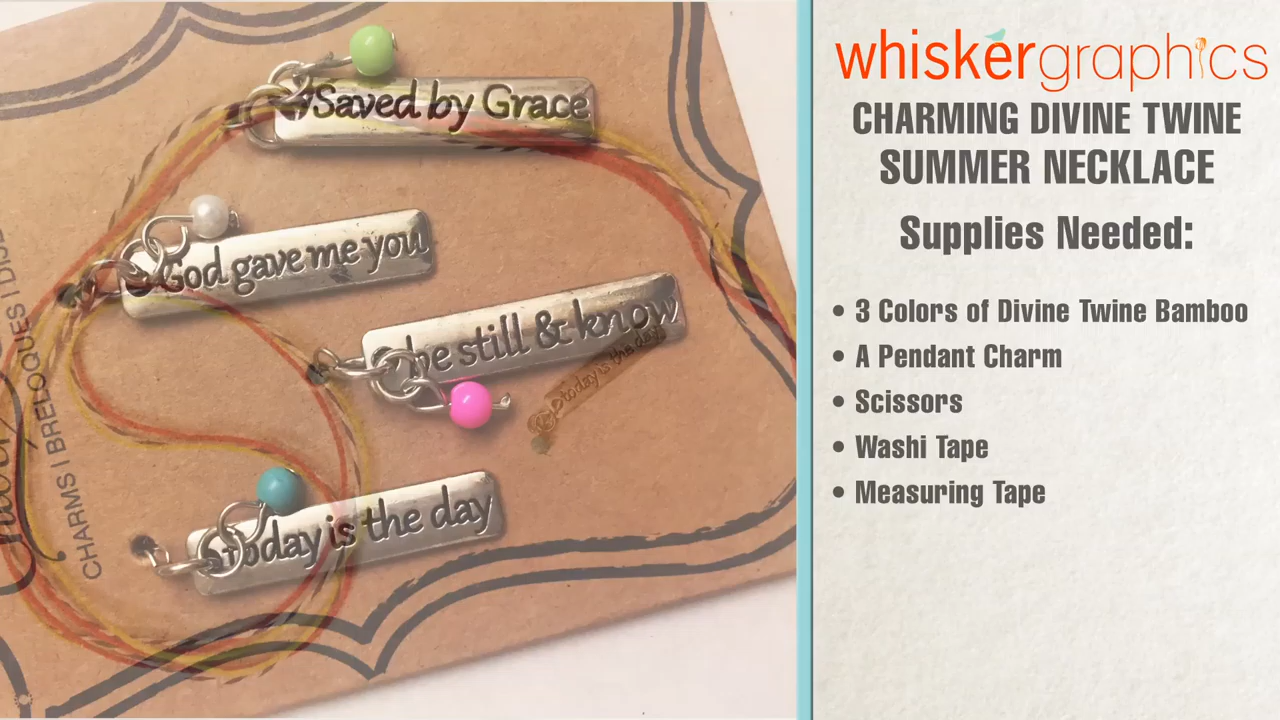 Saved by Grace
God gave me you
be still & know
today is the day
today is the day
CHARMS | BRELOQUES | DIJE
whiskergraphics
CHARMING DIVINE TWINE
SUMMER NECKLACE
Supplies Needed:
• 3 Colors of Divine Twine Bamboo
• A Pendant Charm
• Scissors
• Washi Tape
• Measuring Tape